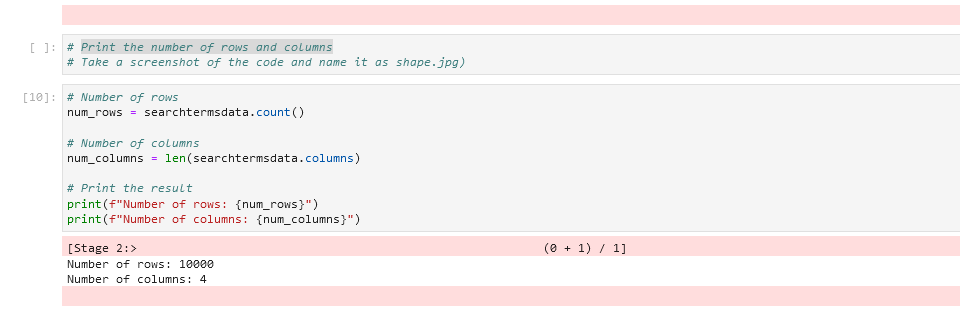 [ ]: # Print the number of rows and columns
# Take a screenshot of the code and name it as shape.jpg)
[10]: # Number of rows
num_rows = searchtermsdata.count()
# Number of columns
num_columns = len(searchtermsdata.columns)
# Print the result
print(f"Number of rows: {num_rows}")
print(f"Number of columns: {num_columns}")
[Stage 2:> (0 + 1) / 1]
Number of rows: 10000
Number of columns: 4